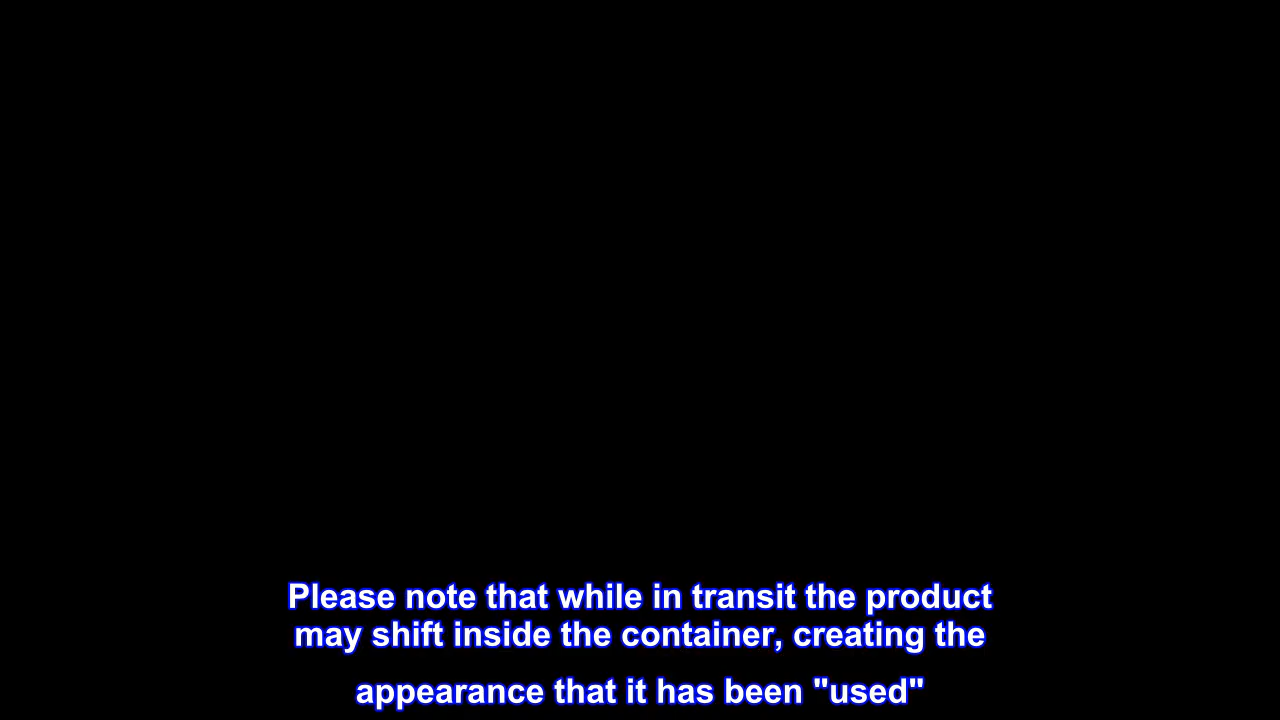 Please note that while in transit the product
may shift inside the container, creating the
appearance that it has been "used"